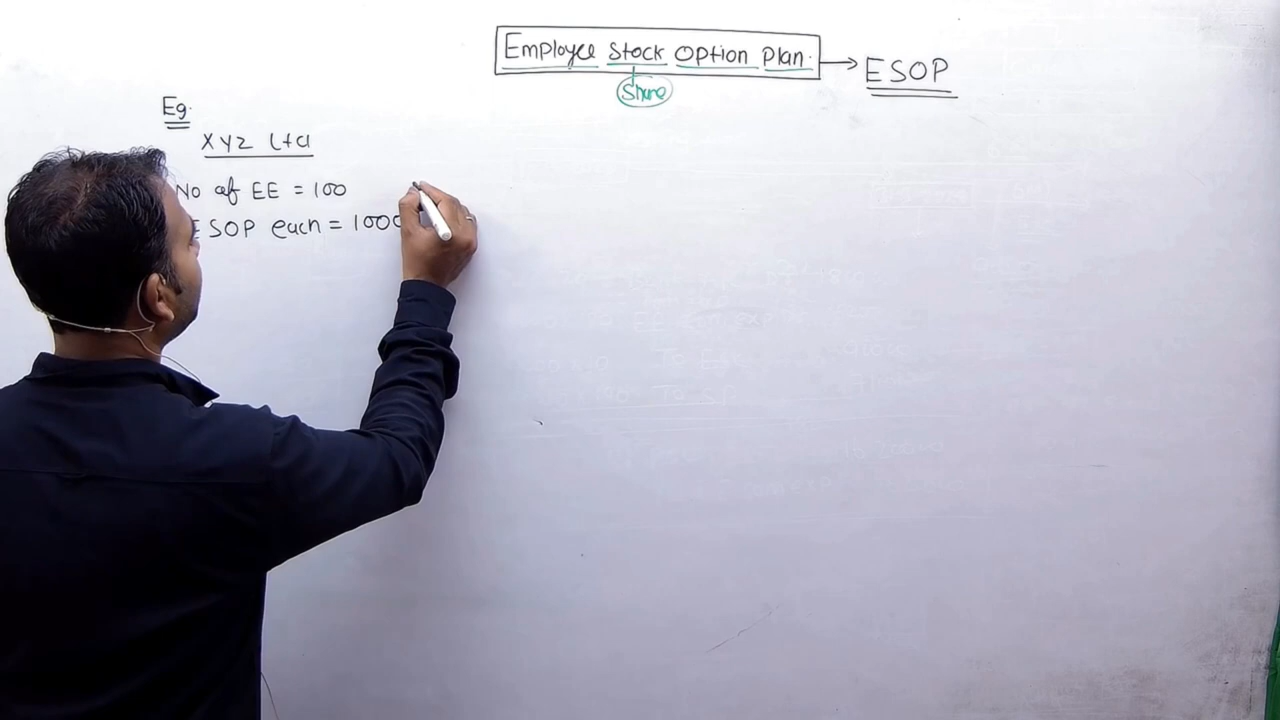 Employee Stock Option Plan. → ESOP
Share
Eg.
XYZ Ltd
No of EE = 100
ESOP each = 1000